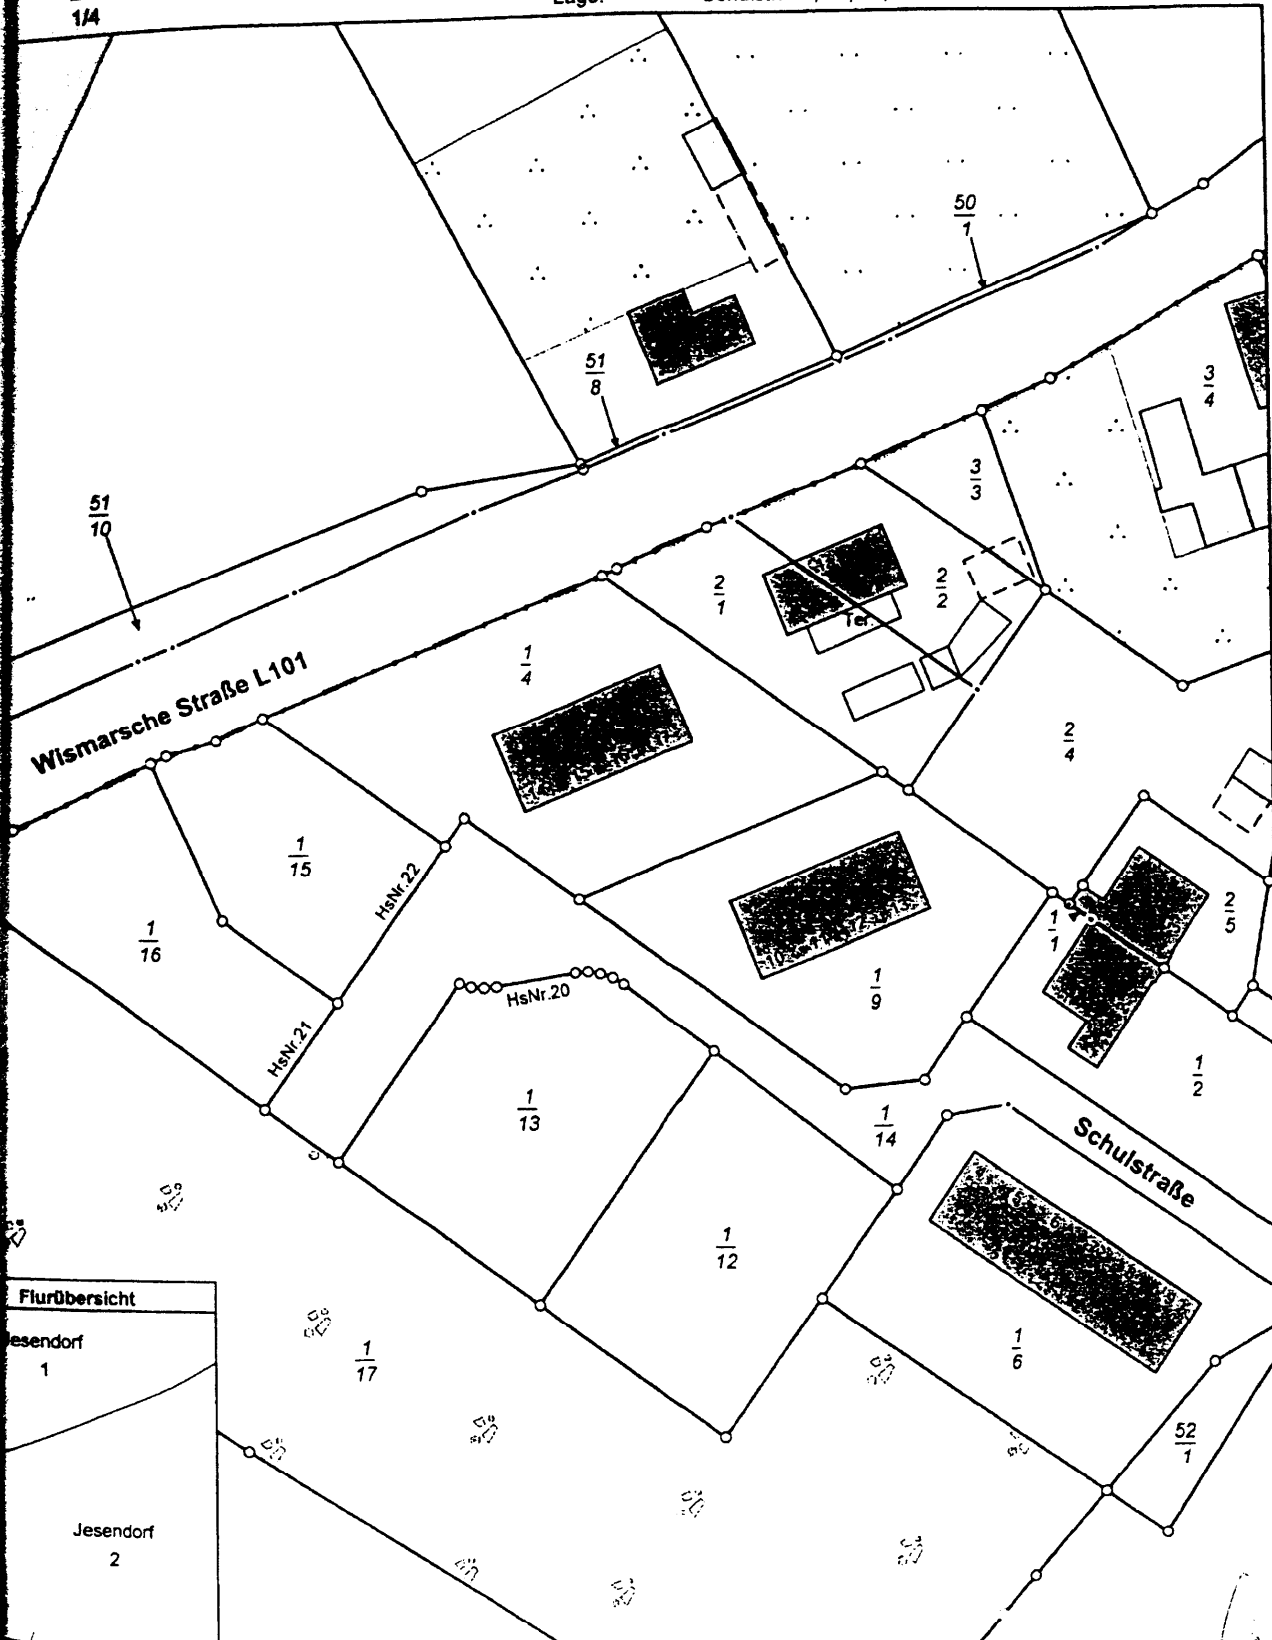 1/4
Lage:
50/1
51/8
3/4
3/3
51/10
2/1
2/2
Ter.
1/4
Wismarsche Straße L101
2/4
1/15
HsNr.22
1/16
2/5
1/1
HsNr.20
1/9
HsNr.21
1/2
1/13
1/14
Schulstraße
1/12
Flurübersicht
Jesendorf
1
1/17
1/6
52/1
Jesendorf
2